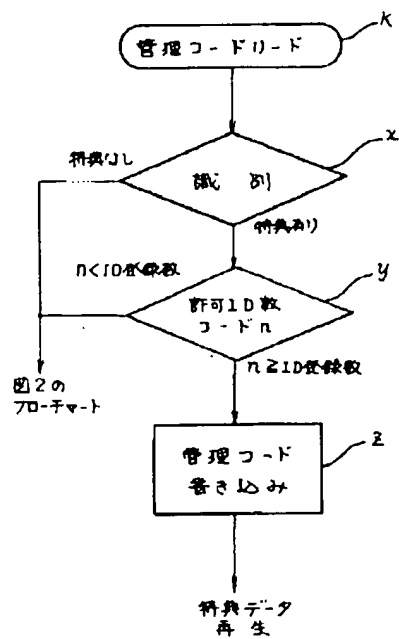 管理コードリード
K
x
特典なし
識 別
特典あり
n<ID登録数
y
許可ID数
コードn
n≧ID登録数
図2の
フローチャート
z
管理コード
書き込み
特典データ
再生